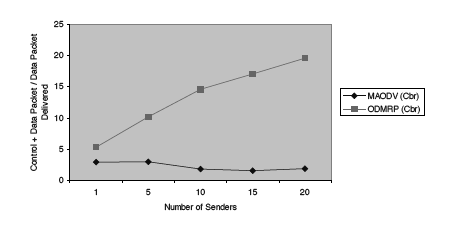 Control + Data Packet / Data Packet
Delivered
25
20
15
10
5
0
1 5 10 15 20
Number of Senders
MAODV (Cbr)
ODMRP (Cbr)